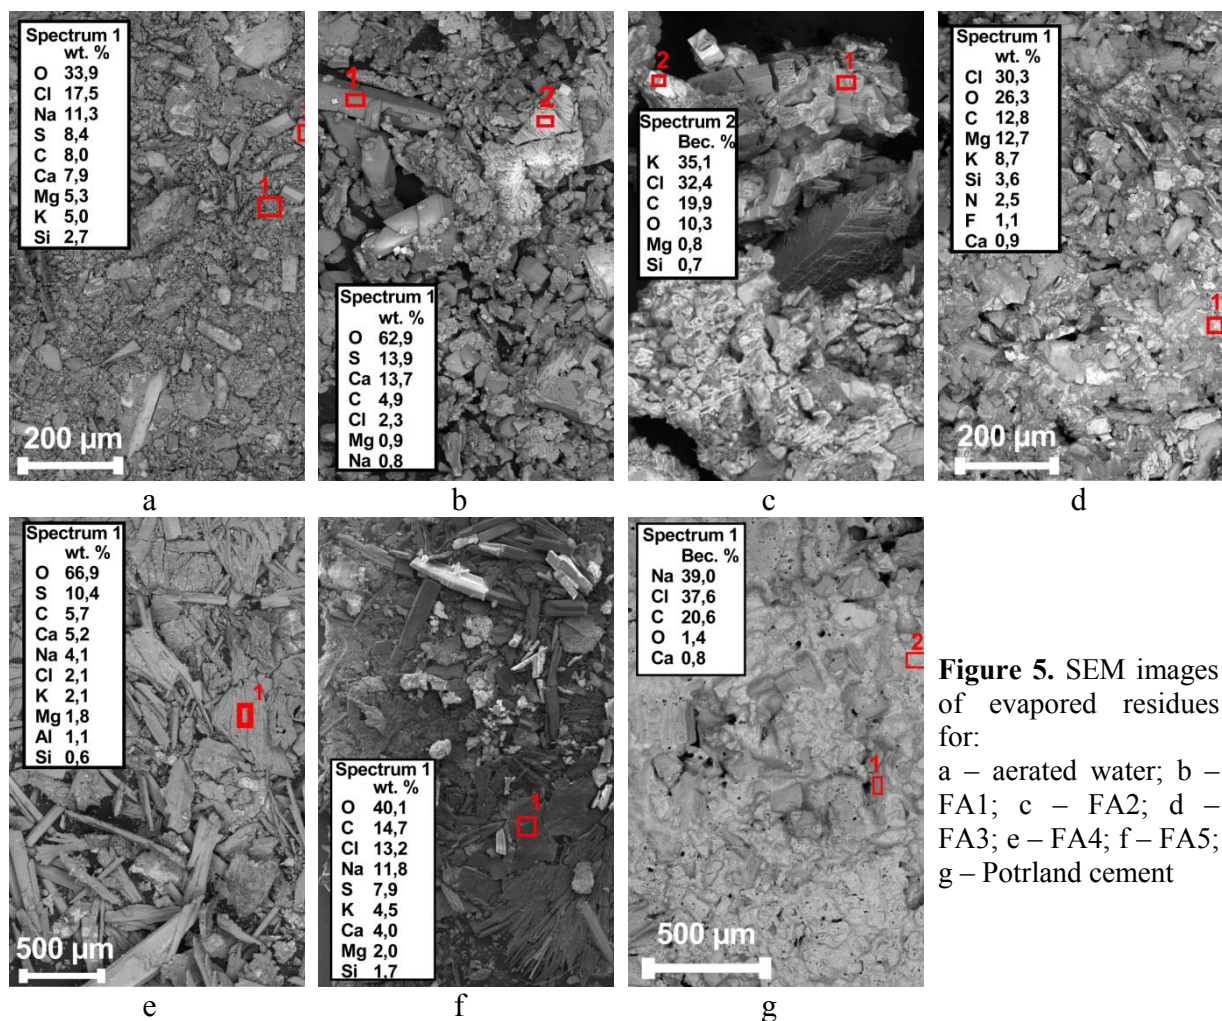 Spectrum 1
wt. %
O 33,9
Cl 17,5
Na 11,3
S 8,4
C 8,0
Ca 7,9
Mg 5,3
K 5,0
Si 2,7
1
200 µm
a
1
2
Spectrum 1
wt. %
O 62,9
S 13,9
Ca 13,7
C 4,9
Cl 2,3
Mg 0,9
Na 0,8
b
2
1
Spectrum 2
Вес. %
K 35,1
Cl 32,4
C 19,9
O 10,3
Mg 0,8
Si 0,7
c
Spectrum 1
wt. %
Cl 30,3
O 26,3
C 12,8
Mg 12,7
K 8,7
Si 3,6
N 2,5
F 1,1
Ca 0,9
1
200 µm
d
Spectrum 1
wt. %
O 66,9
S 10,4
C 5,7
Ca 5,2
Na 4,1
Cl 2,1
K 2,1
Mg 1,8
Al 1,1
Si 0,6
1
500 µm
e
Spectrum 1
wt. %
O 40,1
C 14,7
Cl 13,2
Na 11,8
S 7,9
K 4,5
Ca 4,0
Mg 2,0
Si 1,7
1
f
Spectrum 1
Вес. %
Na 39,0
Cl 37,6
C 20,6
O 1,4
Ca 0,8
2
1
500 µm
g
Figure 5. SEM images
of evapored residues
for:
a – aerated water; b –
FA1; c – FA2; d –
FA3; e – FA4; f – FA5;
g – Potrland cement